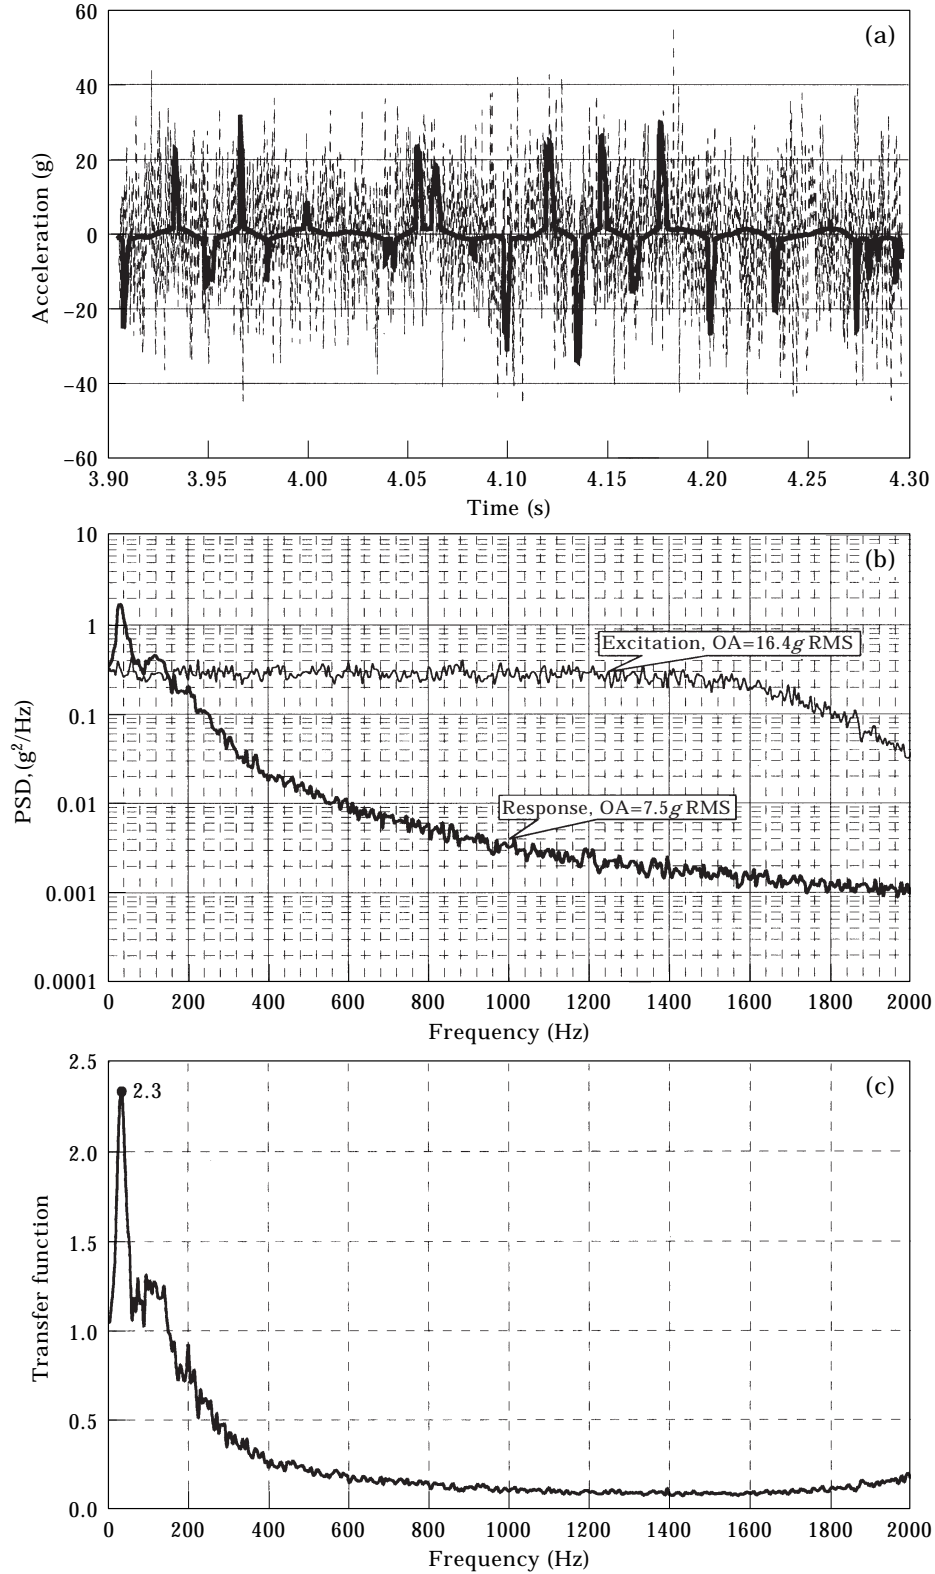 (a)
60
40
20
0
−20
−40
−60
Acceleration (g)
3.90 3.95 4.00 4.05 4.10 4.15 4.20 4.25 4.30
Time (s)
(b)
10
1
0.1
0.01
0.001
0.0001
PSD, (g²/Hz)
Excitation, OA=16.4g RMS
Response, OA=7.5g RMS
0 200 400 600 800 1000 1200 1400 1600 1800 2000
Frequency (Hz)
(c)
2.5
2.0
1.5
1.0
0.5
0.0
Transfer function
2.3
0 200 400 600 800 1000 1200 1400 1600 1800 2000
Frequency (Hz)